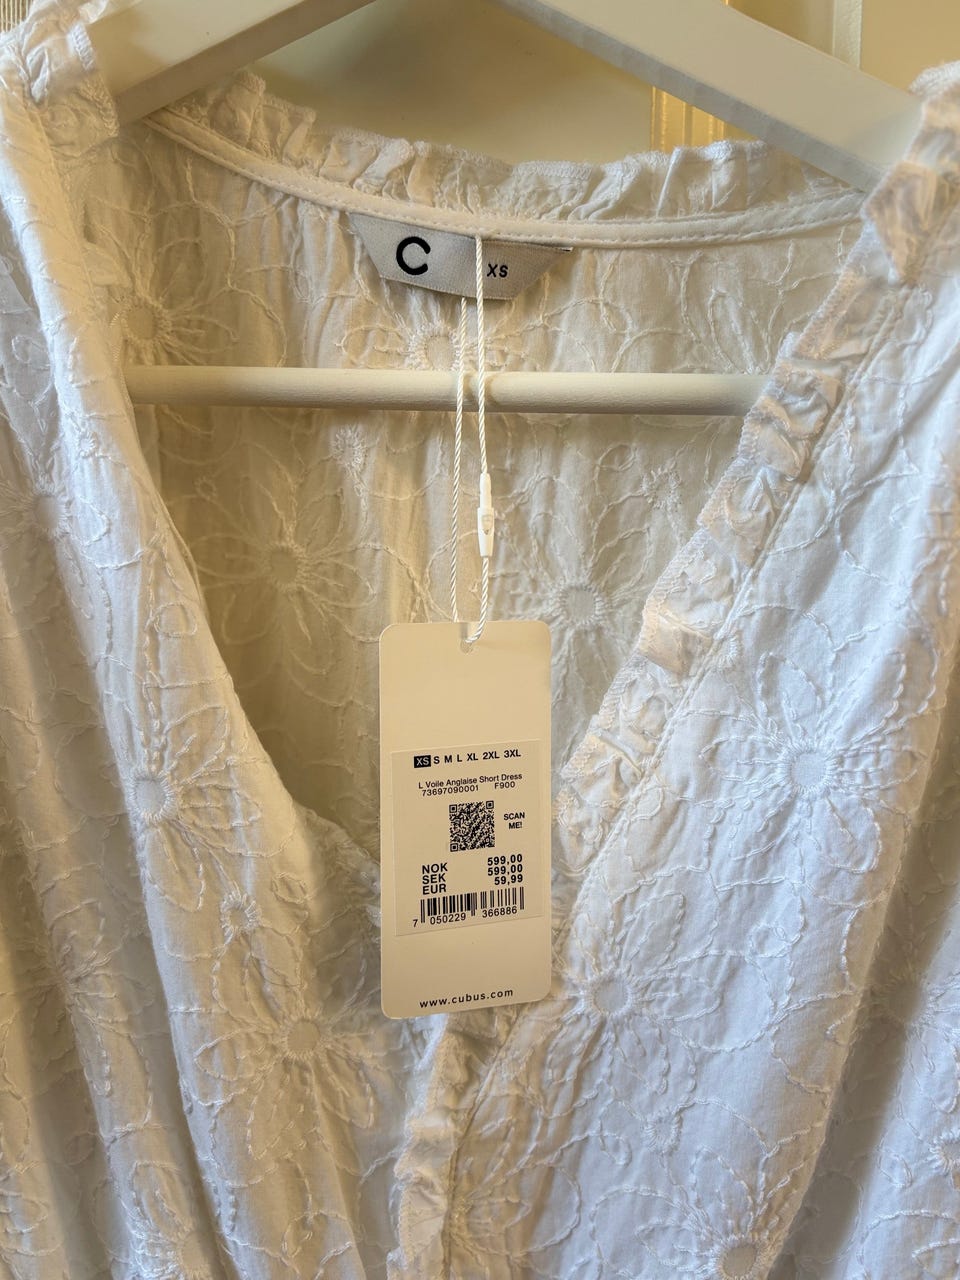 C XS
XS S M L XL 2XL 3XL
L Voile Anglaise Short Dress
73697090001 F900
SCAN
ME!
NOK 599,00
SEK 599,00
EUR 59,99
7 050229 366886
www.cubus.com